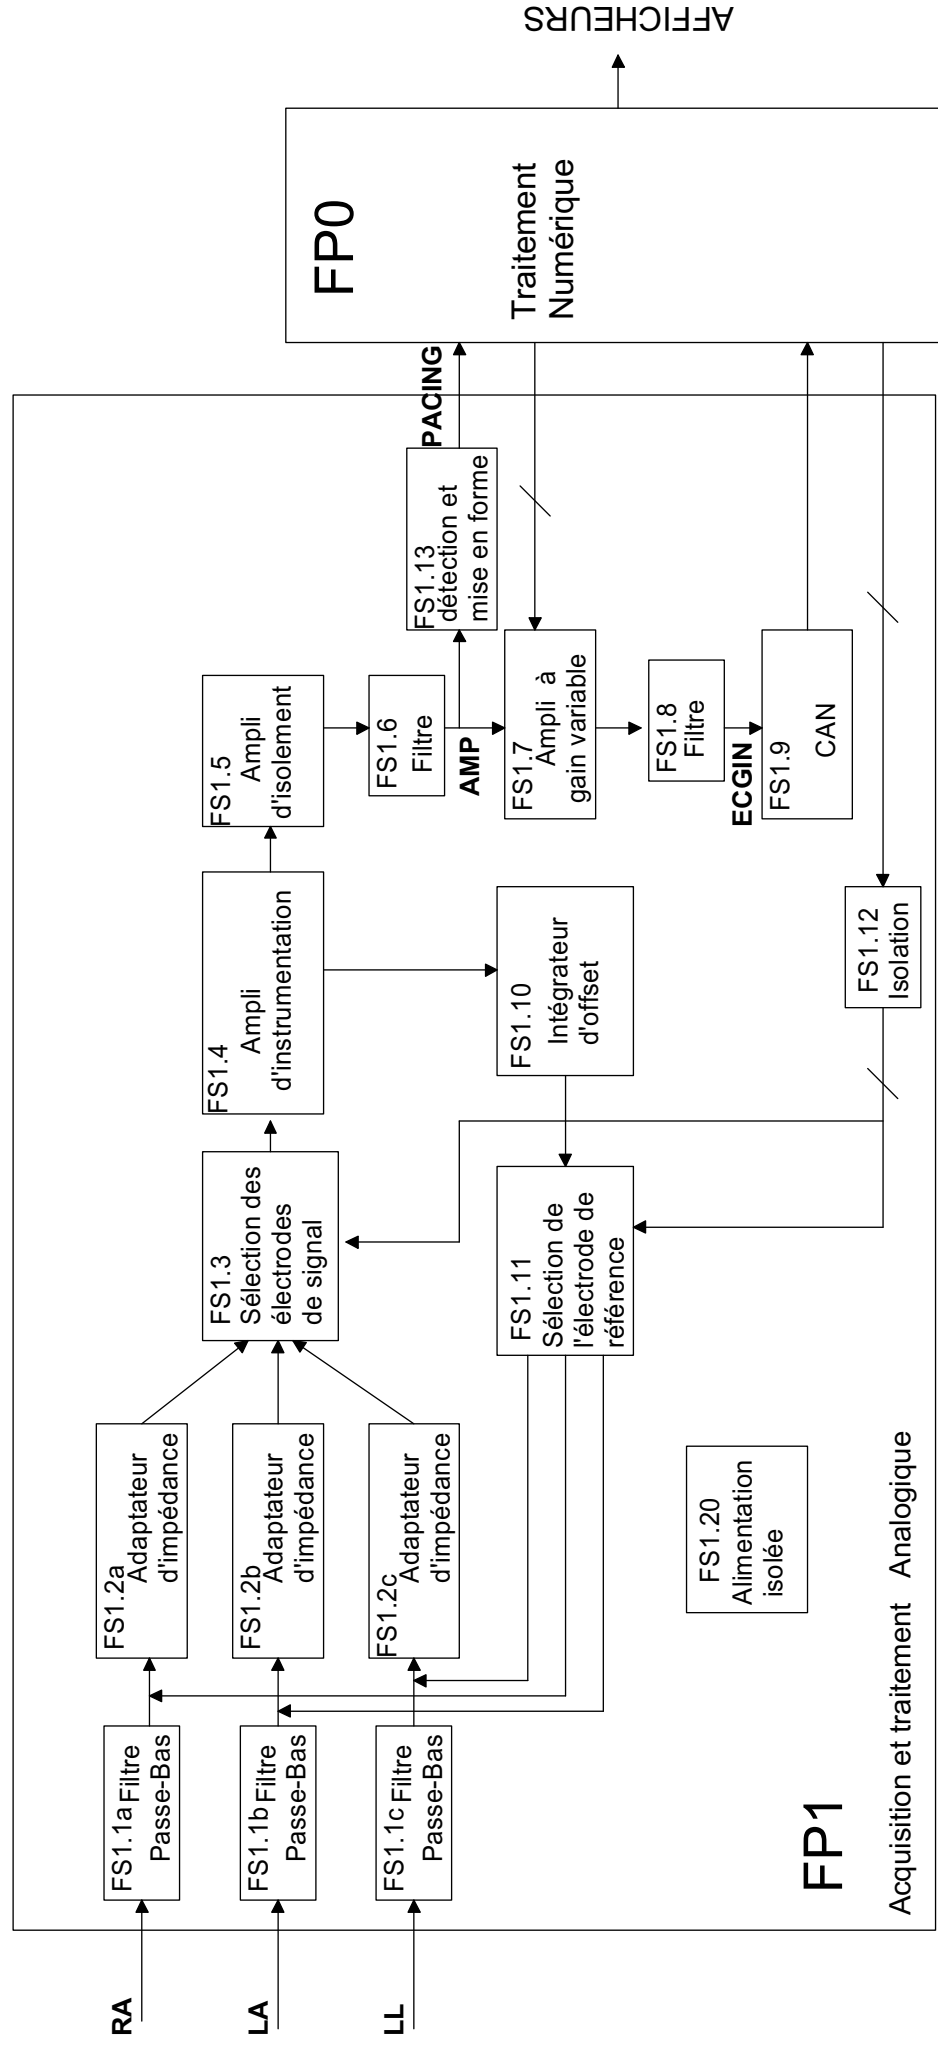 RA
LA
LL
FS1.1a Filtre
Passe-Bas
FS1.1b Filtre
Passe-Bas
FS1.1c Filtre
Passe-Bas
FS1.2a
Adaptateur
d'impédance
FS1.2b
Adaptateur
d'impédance
FS1.2c
Adaptateur
d'impédance
FS1.3
Sélection des
électrodes
de signal
FS1.4
Ampli
d'instrumentation
FS1.5
Ampli
d'isolement
FS1.6
Filtre
AMP
FS1.13
détection et
mise en forme
PACING
FS1.7
Ampli à
gain variable
FS1.8
Filtre
ECGIN
FS1.9
CAN
FS1.10
Intégrateur
d'offset
FS1.11
Sélection de
l'électrode de
référence
FS1.12
Isolation
FS1.20
Alimentation
isolée
FP1
Acquisition et traitement Analogique
FP0
Traitement
Numérique
AFFICHEURS